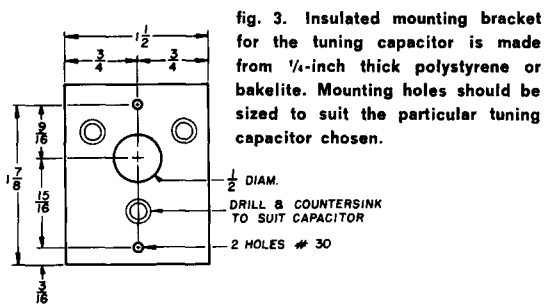 fig. 3. Insulated mounting bracket
for the tuning capacitor is made
from 1/4-inch thick polystyrene or
bakelite. Mounting holes should be
sized to suit the particular tuning
capacitor chosen.
1 1/2
3/4 3/4
9/16
1 7/8
15/16
3/16
1/2 DIAM.
DRILL & COUNTERSINK
TO SUIT CAPACITOR
2 HOLES # 30